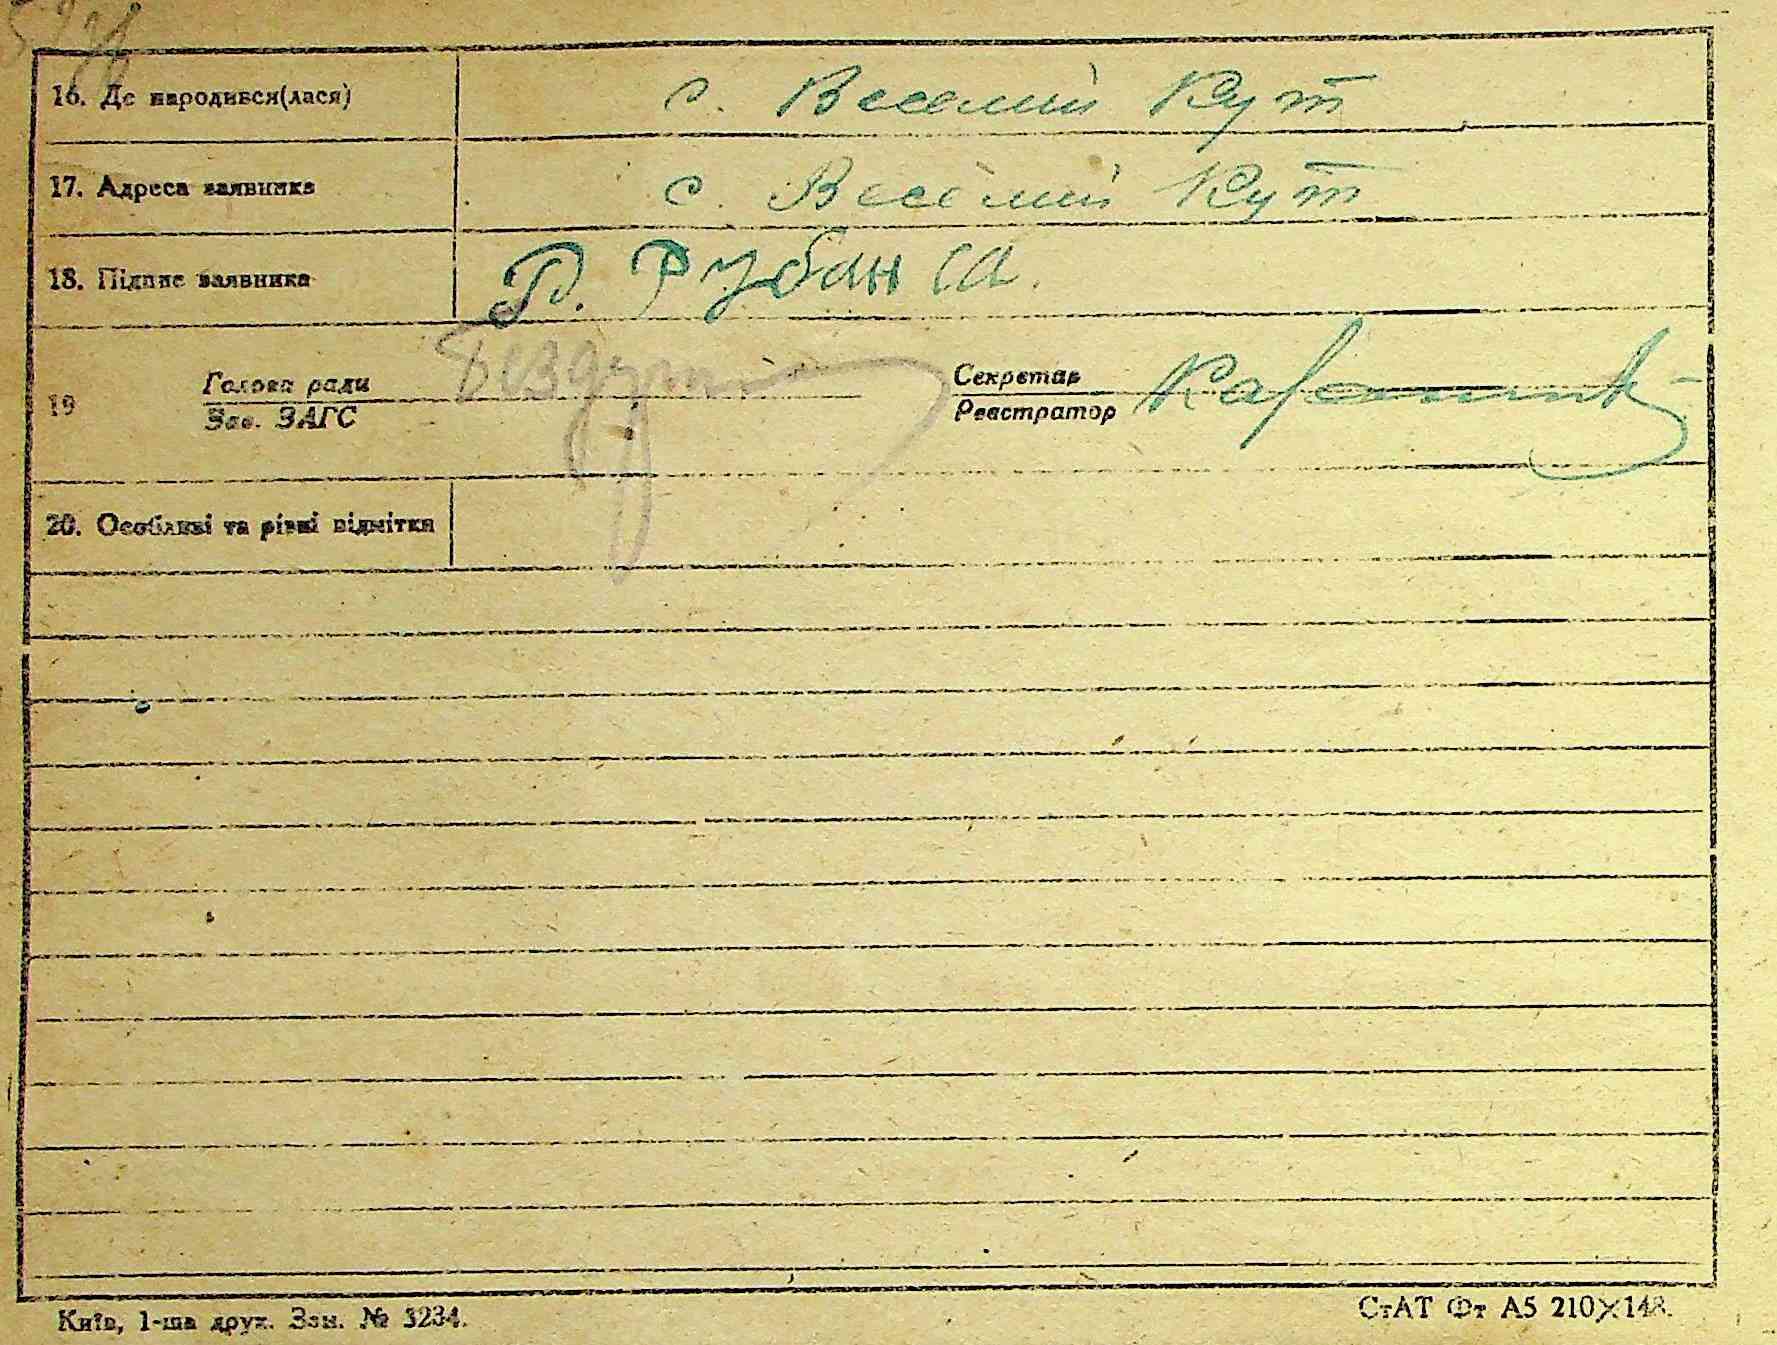 16. Де народився(лася) с. Веселий Кут
17. Адреса заявника с. Веселий Кут
18. Підпис заявника П. Рубан
19 Голова ради Секретар
Зав. ЗАГС Реєстратор
20. Особливі та різні відмітки
Київ, 1-ша друк. Зам. № 3234. СтАТ Фт А5 210×148.